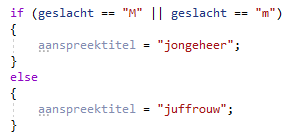 if (geslacht == "M" || geslacht == "m")
{
aanspreektitel = "jongeheer";
}
else
{
aanspreektitel = "juffrouw";
}